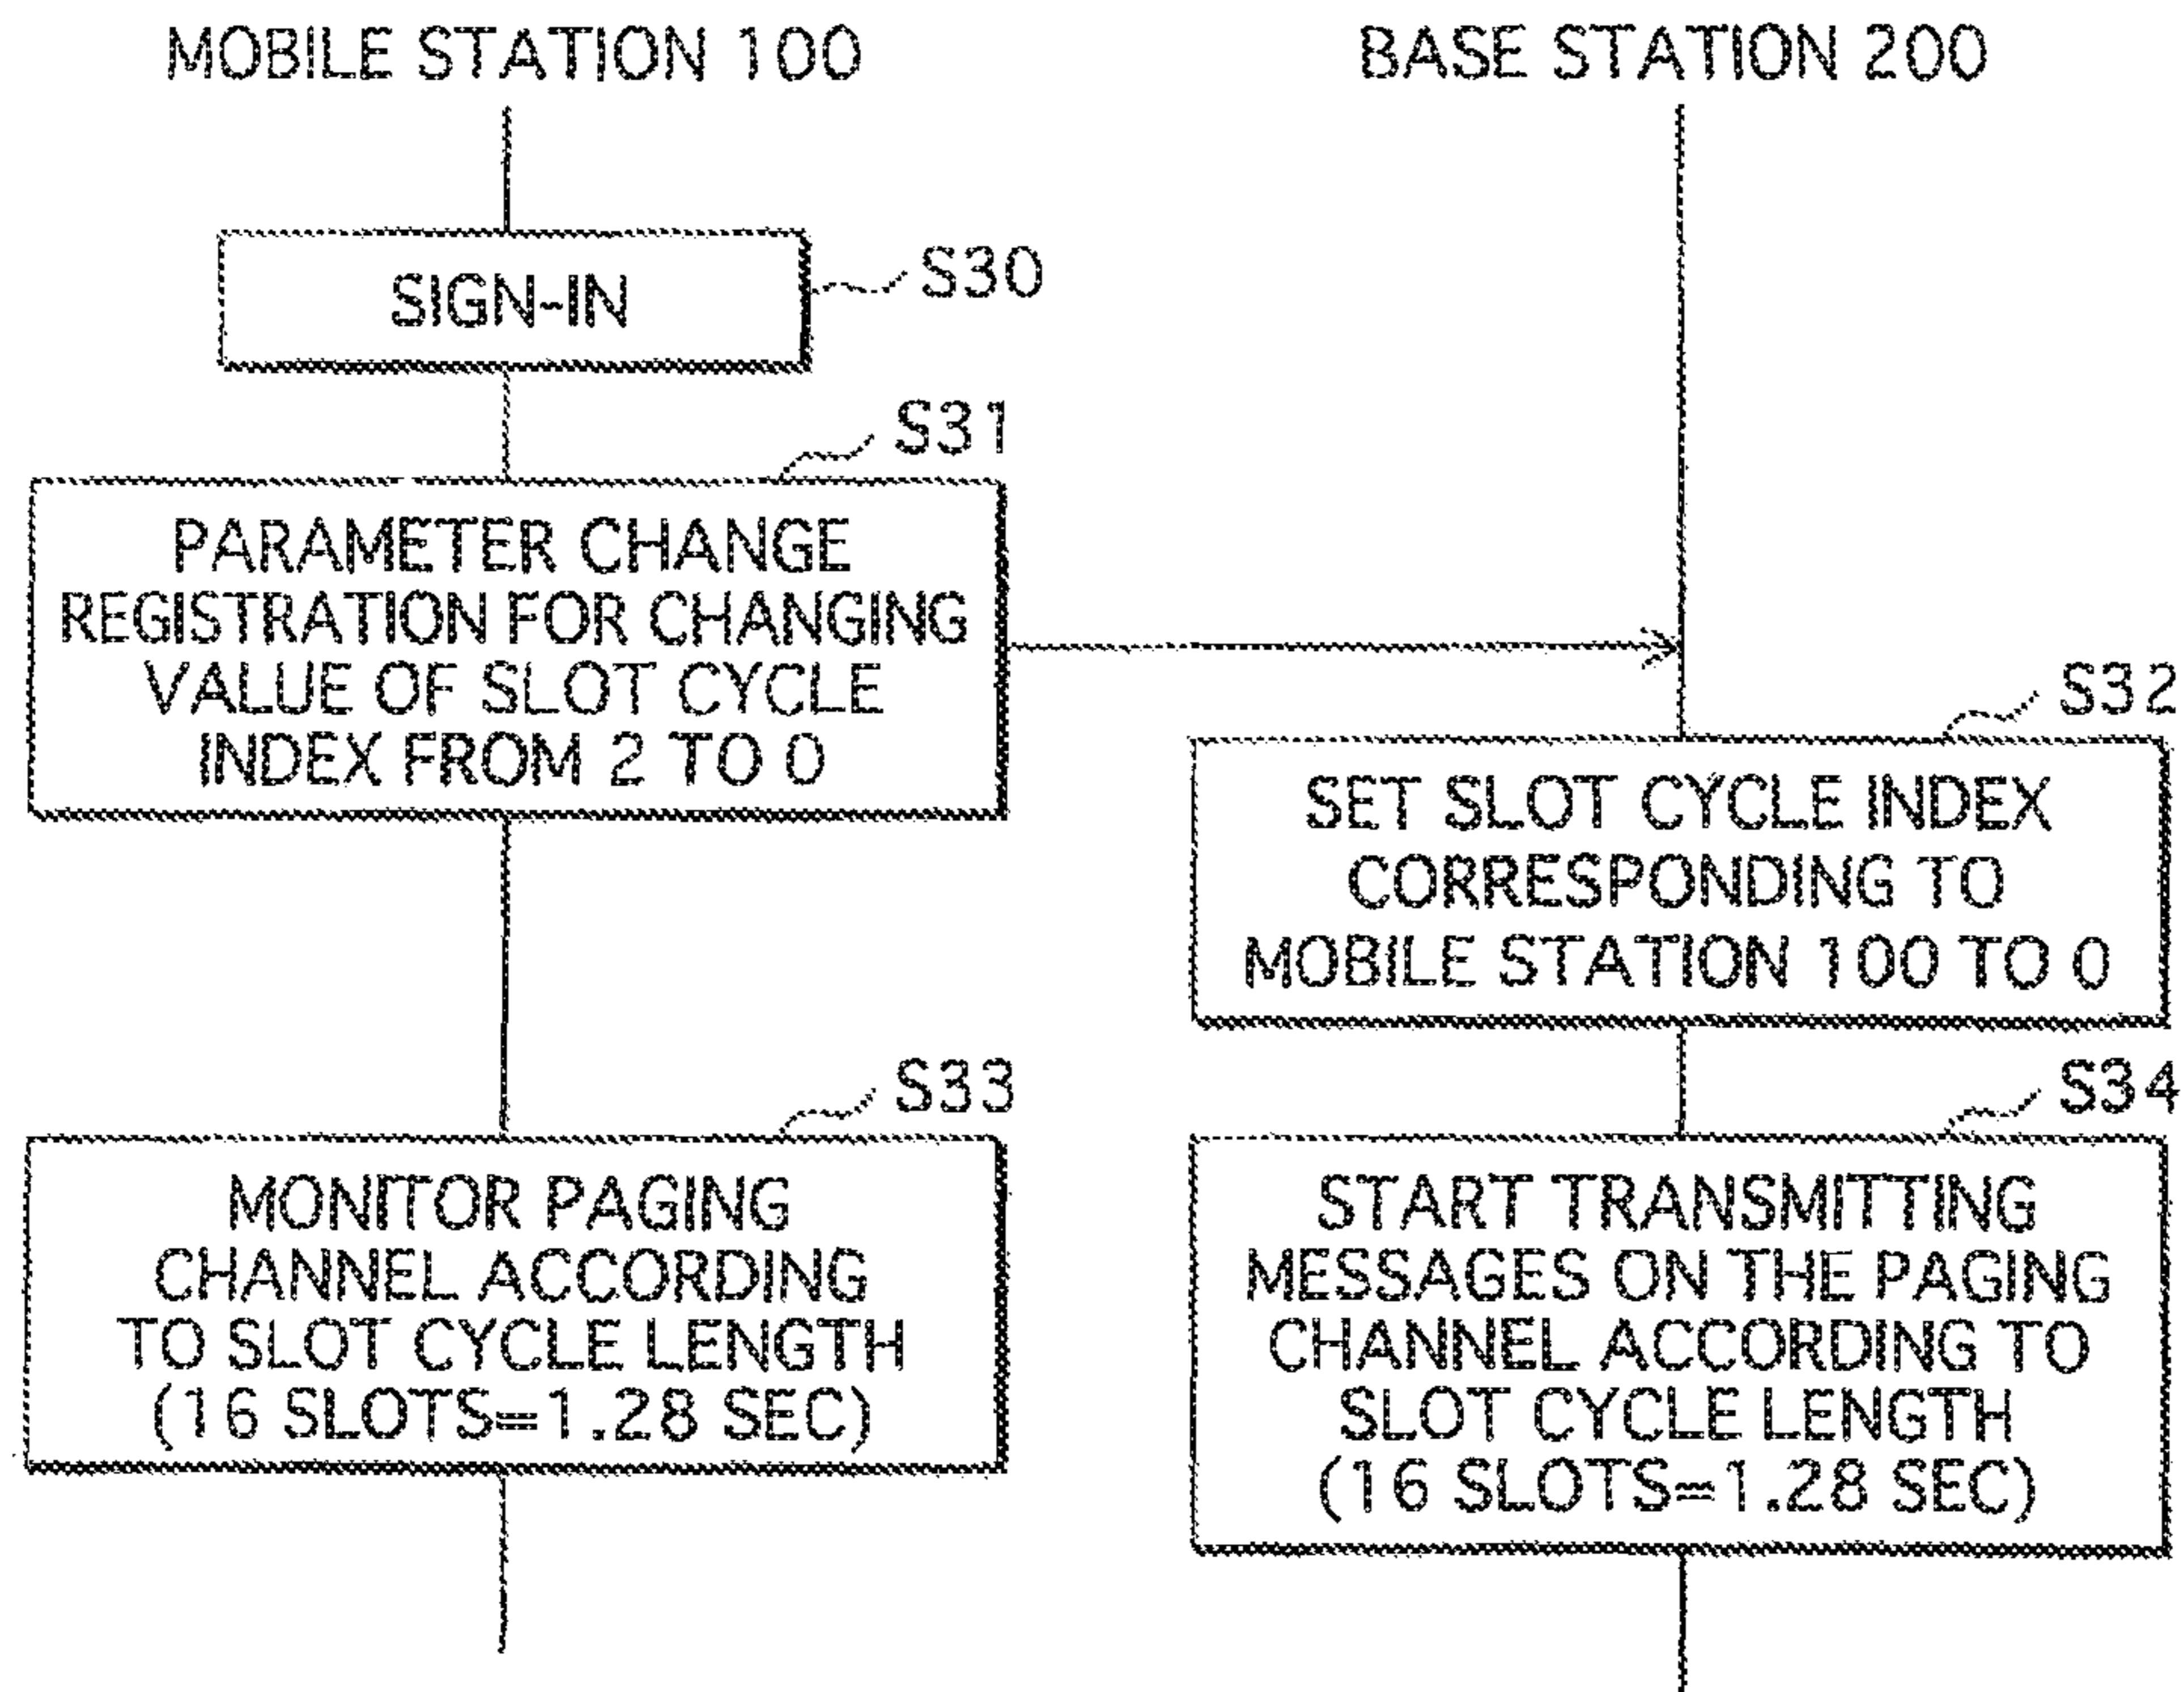 MOBILE STATION 100
BASE STATION 200
SIGN-IN
S30
S31
PARAMETER CHANGE
REGISTRATION FOR CHANGING
VALUE OF SLOT CYCLE
INDEX FROM 2 TO 0
S32
SET SLOT CYCLE INDEX
CORRESPONDING TO
MOBILE STATION 100 TO 0
S33
MONITOR PAGING
CHANNEL ACCORDING
TO SLOT CYCLE LENGTH
(16 SLOTS=1.28 SEC)
S34
START TRANSMITTING
MESSAGES ON THE PAGING
CHANNEL ACCORDING TO
SLOT CYCLE LENGTH
(16 SLOTS=1.28 SEC)